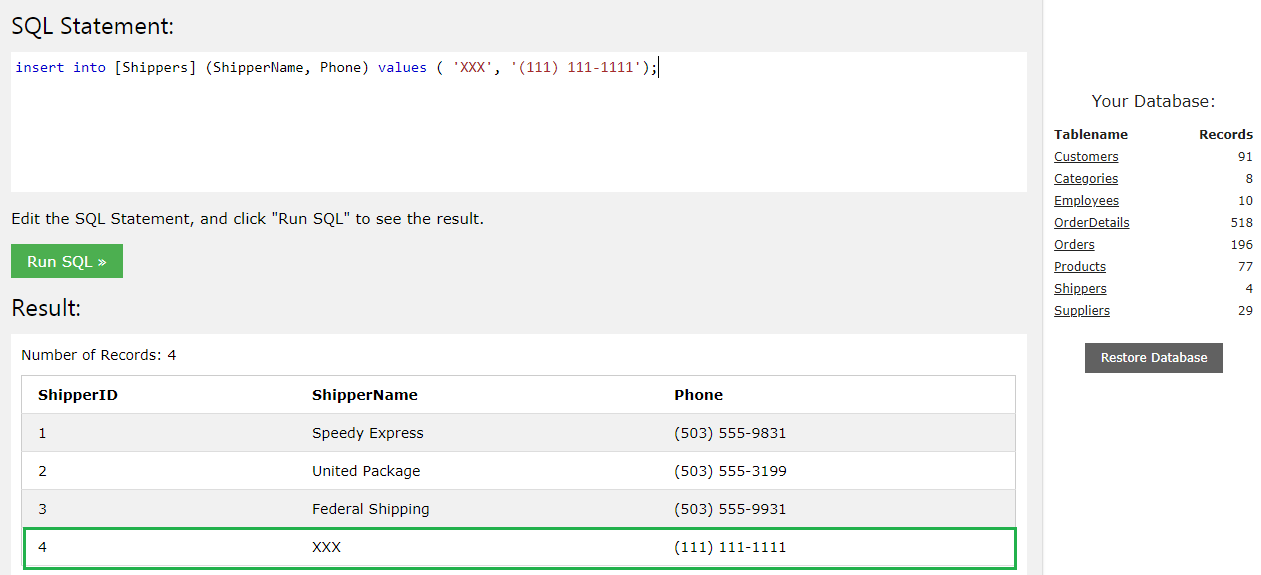 SQL Statement:
insert into [Shippers] (ShipperName, Phone) values ( 'XXX', '(111) 111-1111');
Edit the SQL Statement, and click "Run SQL" to see the result.
Run SQL »
Result:
Number of Records: 4
ShipperID ShipperName Phone
1 Speedy Express (503) 555-9831
2 United Package (503) 555-3199
3 Federal Shipping (503) 555-9931
4 XXX (111) 111-1111
Your Database:
Tablename Records
Customers 91
Categories 8
Employees 10
OrderDetails 518
Orders 196
Products 77
Shippers 4
Suppliers 29
Restore Database